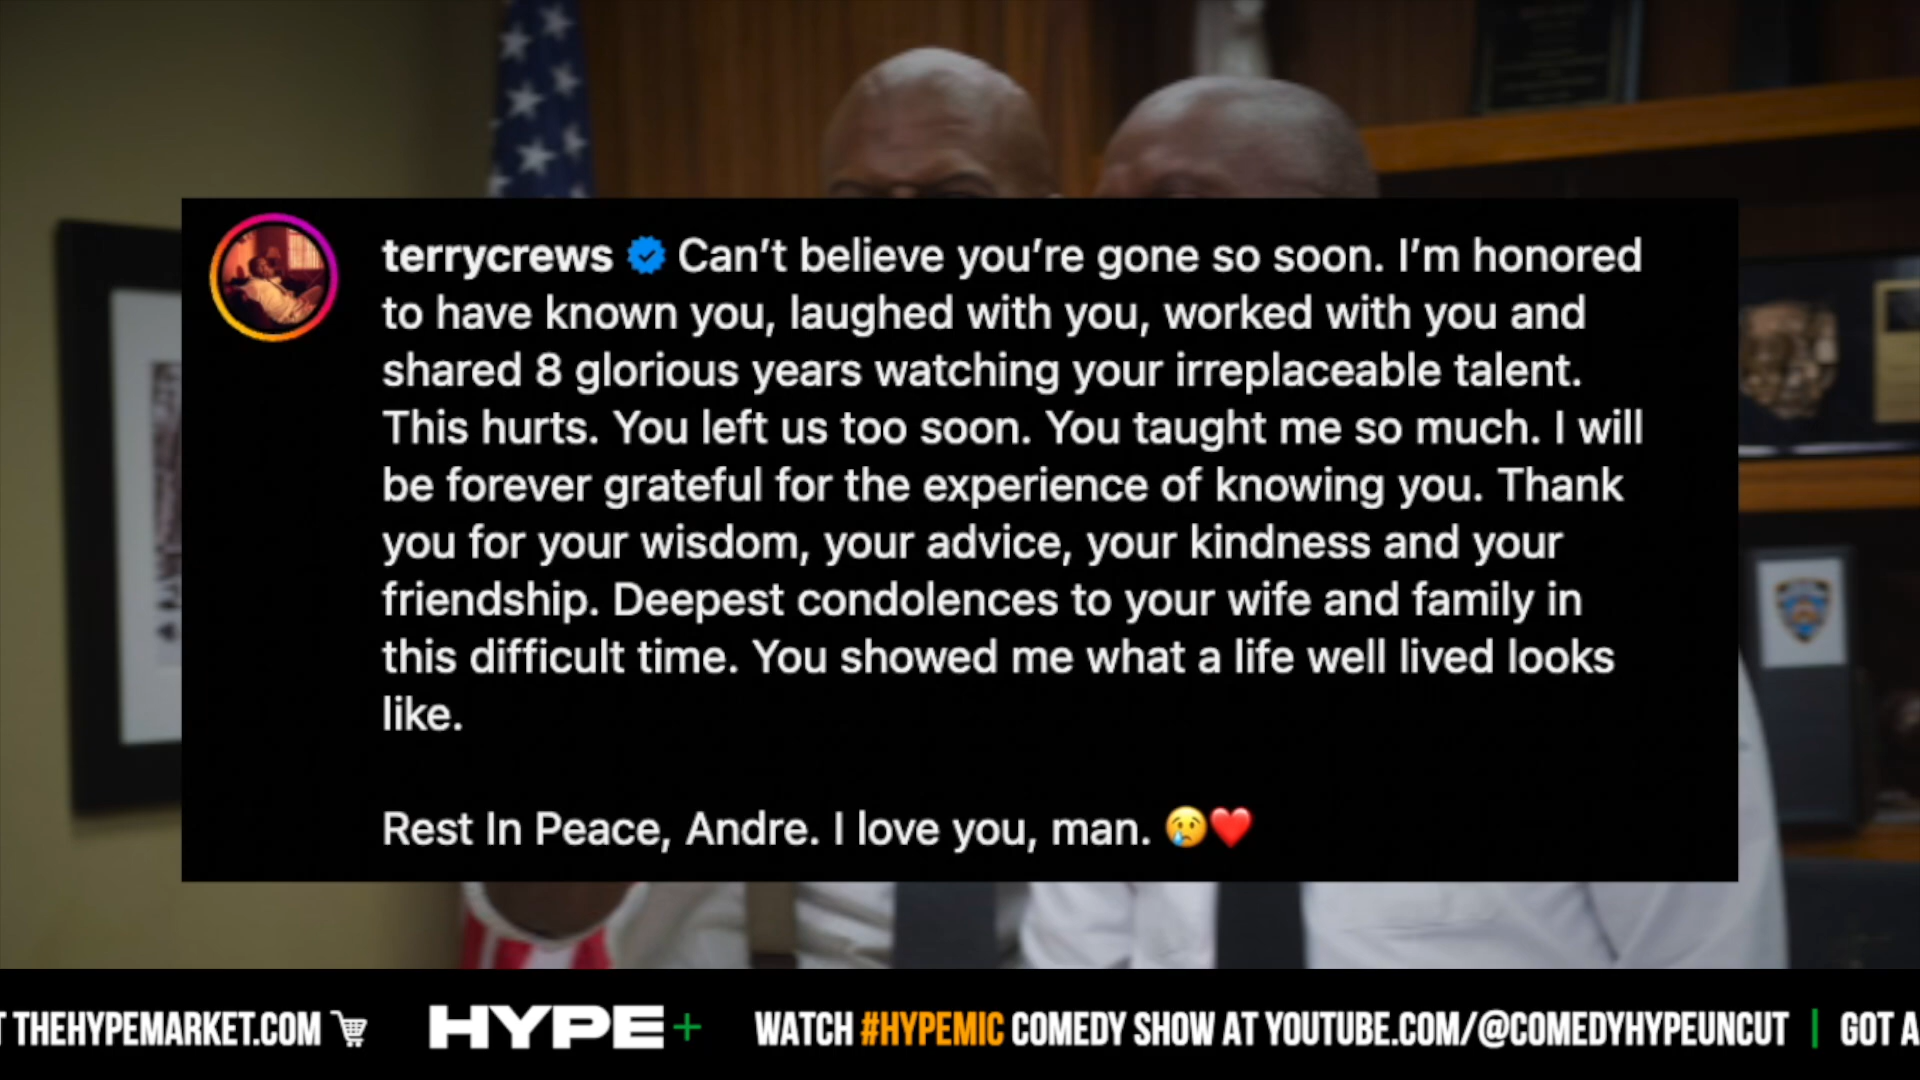 terrycrews Can’t believe you’re gone so soon. I’m honored
to have known you, laughed with you, worked with you and
shared 8 glorious years watching your irreplaceable talent.
This hurts. You left us too soon. You taught me so much. I will
be forever grateful for the experience of knowing you. Thank
you for your wisdom, your advice, your kindness and your
friendship. Deepest condolences to your wife and family in
this difficult time. You showed me what a life well lived looks
like.
Rest In Peace, Andre. I love you, man. 😢❤️
THEHYPEMARKET.COM HYPE+ WATCH #HYPEMIC COMEDY SHOW AT YOUTUBE.COM/@COMEDYHYPEUNCUT | GOT A